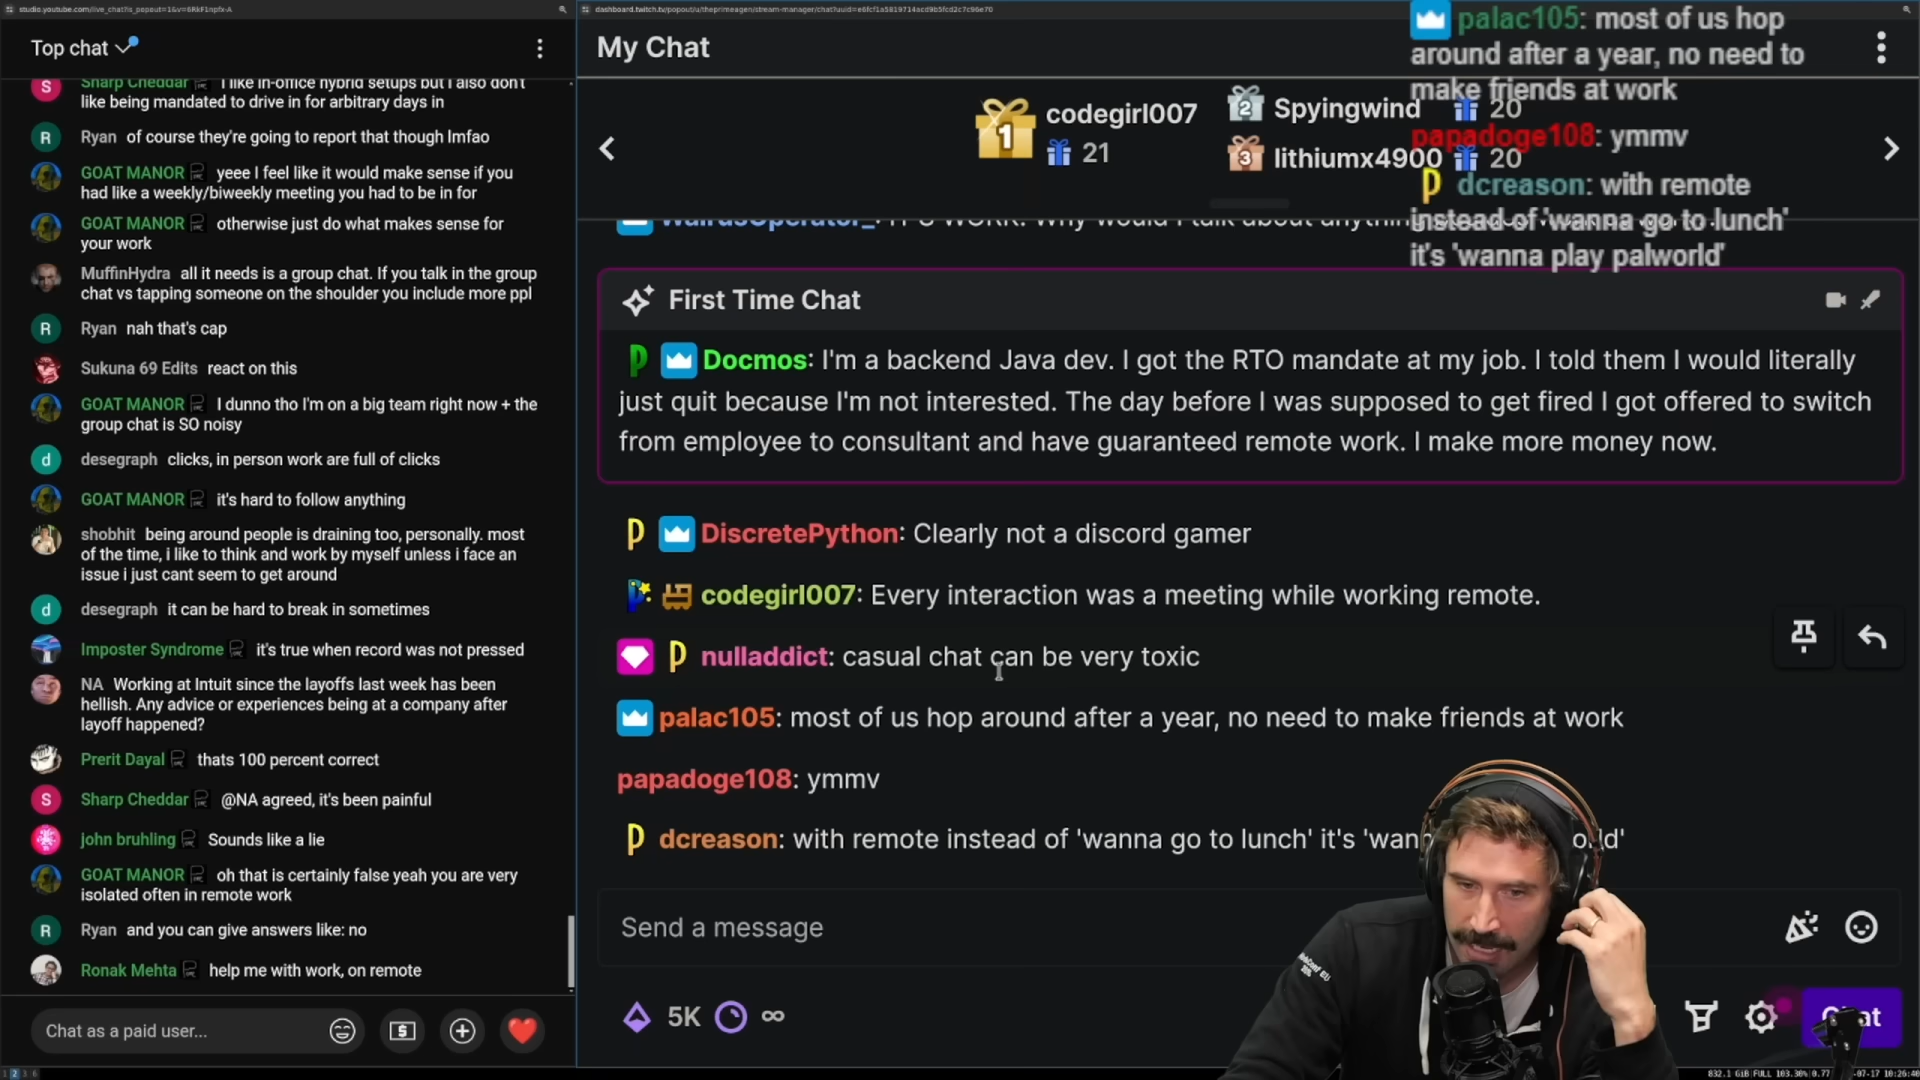 studio.youtube.com/live_chat?is_popout=1&v=6RkF1npfx-A
Top chat
Sharp Cheddar I like in-office hybrid setups but I also don't
like being mandated to drive in for arbitrary days in
R Ryan of course they're going to report that though lmfao
GOAT MANOR yeee I feel like it would make sense if you
had like a weekly/biweekly meeting you had to be in for
GOAT MANOR otherwise just do what makes sense for
your work
MuffinHydra all it needs is a group chat. If you talk in the group
chat vs tapping someone on the shoulder you include more ppl
R Ryan nah that's cap
Sukuna 69 Edits react on this
GOAT MANOR I dunno tho I'm on a big team right now + the
group chat is SO noisy
d desegraph clicks, in person work are full of clicks
GOAT MANOR it's hard to follow anything
shobhit being around people is draining too, personally. most
of the time, i like to think and work by myself unless i face an
issue i just cant seem to get around
d desegraph it can be hard to break in sometimes
Imposter Syndrome it's true when record was not pressed
NA Working at Intuit since the layoffs last week has been
hellish. Any advice or experiences being at a company after
layoff happened?
Prerit Dayal thats 100 percent correct
S Sharp Cheddar @NA agreed, it's been painful
john bruhling Sounds like a lie
GOAT MANOR oh that is certainly false yeah you are very
isolated often in remote work
R Ryan and you can give answers like: no
Ronak Mehta help me with work, on remote
Chat as a paid user...
My Chat
1 codegirl007
21
2 Spyingwind 20
3 lithiumx4900 20
WalrusOperator_: IT'S WORK. Why would I talk about
First Time Chat
Docmos: I'm a backend Java dev. I got the RTO mandate at my job. I told them I would literally
just quit because I'm not interested. The day before I was supposed to get fired I got offered to switch
from employee to consultant and have guaranteed remote work. I make more money now.
DiscretePython: Clearly not a discord gamer
codegirl007: Every interaction was a meeting while working remote.
nulladdict: casual chat can be very toxic
palac105: most of us hop around after a year, no need to make friends at work
papadoge108: ymmv
dcreason: with remote instead of 'wanna go to lunch' it's
Send a message
5K ∞
palac105: most of us hop
around after a year, no need to
make friends at work
papadoge108: ymmv
dcreason: with remote
instead of 'wanna go to lunch'
it's 'wanna play palworld'